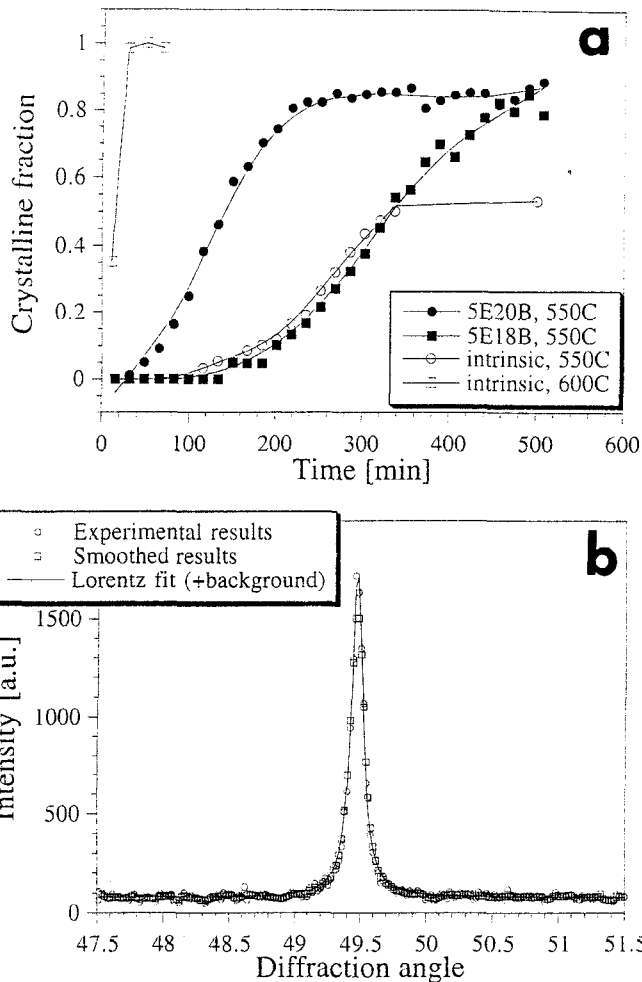 a
1
0.8
0.6
0.4
0.2
0
Crystalline fraction
5E20B, 550C
5E18B, 550C
intrinsic, 550C
intrinsic, 600C
0 100 200 300 400 500 600
Time [min]
b
Experimental results
Smoothed results
Lorentz fit (+background)
1500
1000
500
0
Intensity [a.u.]
47.5 48 48.5 49 49.5 50 50.5 51 51.5
Diffraction angle